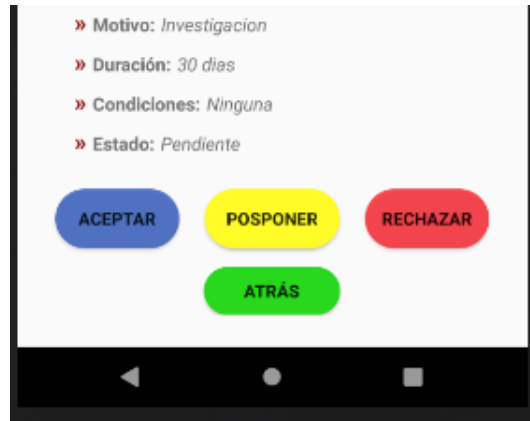 » Motivo: Investigacion
» Duración: 30 dias
» Condiciones: Ninguna
» Estado: Pendiente
ACEPTAR POSPONER RECHAZAR
ATRÁS